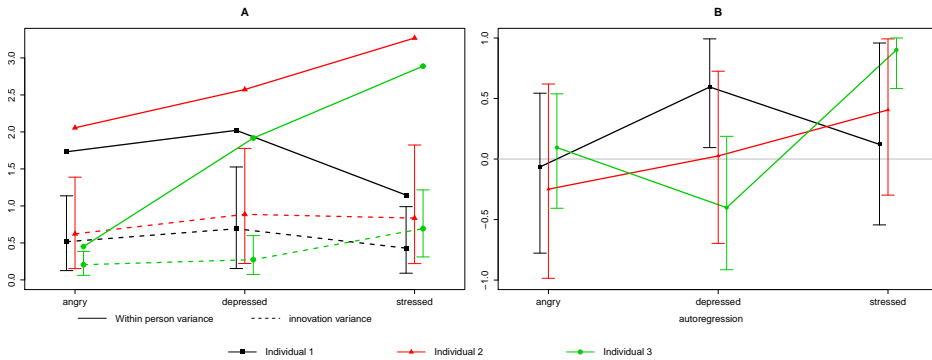 A
B
3.0
2.5
2.0
1.5
1.0
0.5
0.0
angry
depressed
stressed
1.0
0.5
0.0
−0.5
−1.0
angry
depressed
stressed
autoregression
Within person variance
innovation variance
Individual 1
Individual 2
Individual 3